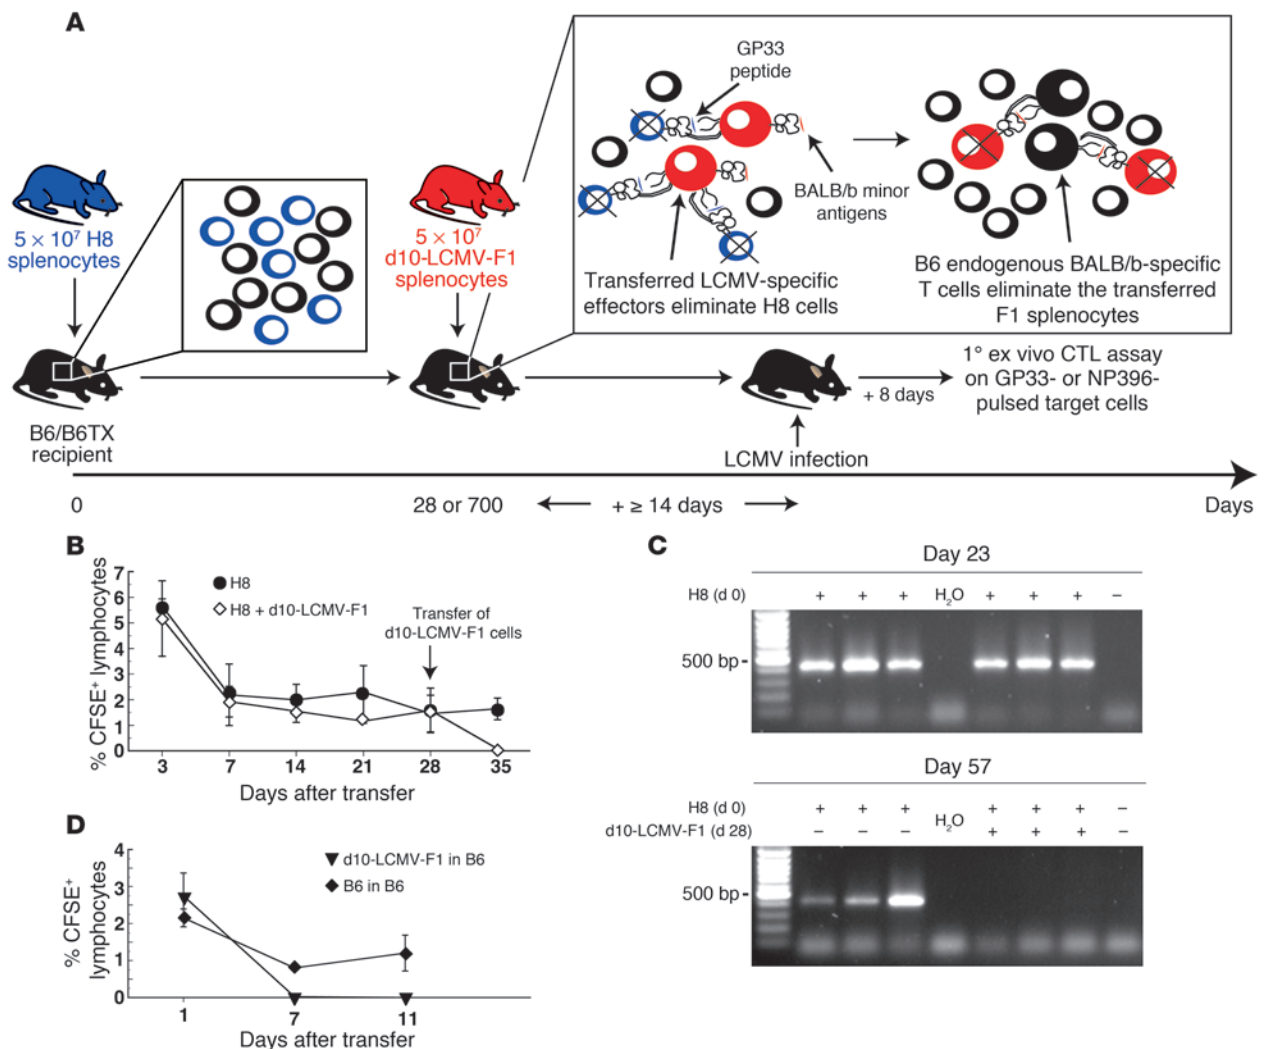 A
GP33
peptide
BALB/b minor
antigens
Transferred LCMV-specific
effectors eliminate H8 cells
B6 endogenous BALB/b-specific
T cells eliminate the transferred
F1 splenocytes
5 × 10⁷ H8
splenocytes
5 × 10⁷
d10-LCMV-F1
splenocytes
B6/B6TX
recipient
1° ex vivo CTL assay
on GP33- or NP396-
pulsed target cells
+ 8 days
LCMV infection
0
28 or 700
+ ≥ 14 days
Days
B
% CFSE⁺ lymphocytes
7
6
5
4
3
2
1
0
H8
H8 + d10-LCMV-F1
Transfer of
d10-LCMV-F1 cells
3 7 14 21 28 35
Days after transfer
C
Day 23
H8 (d 0) + + + H₂O + + + −
500 bp-
Day 57
H8 (d 0) + + + H₂O + + + −
d10-LCMV-F1 (d 28) − − − + + + −
500 bp-
D
% CFSE⁺
lymphocytes
4
3
2
1
0
d10-LCMV-F1 in B6
B6 in B6
1 7 11
Days after transfer